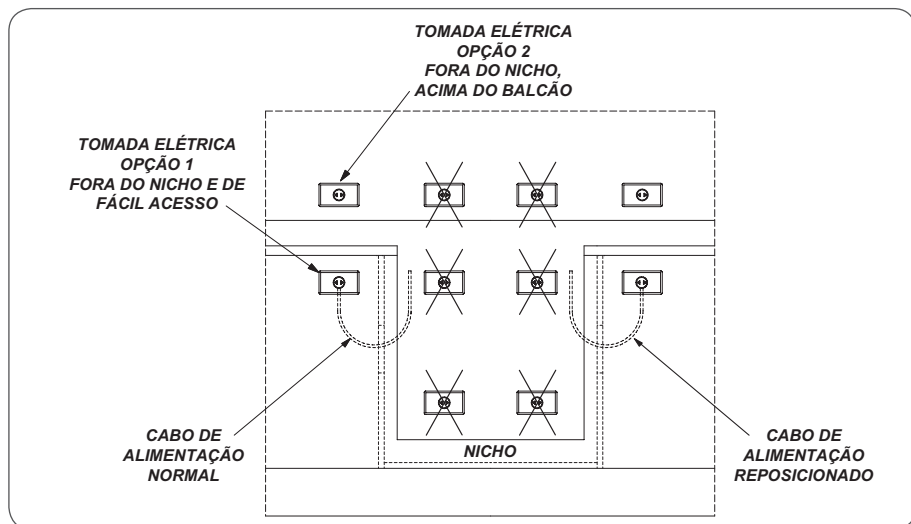 TOMADA ELÉTRICA
OPÇÃO 2
FORA DO NICHO,
ACIMA DO BALCÃO
TOMADA ELÉTRICA
OPÇÃO 1
FORA DO NICHO E DE
FÁCIL ACESSO
CABO DE
ALIMENTAÇÃO
NORMAL
NICHO
CABO DE
ALIMENTAÇÃO
REPOSICIONADO